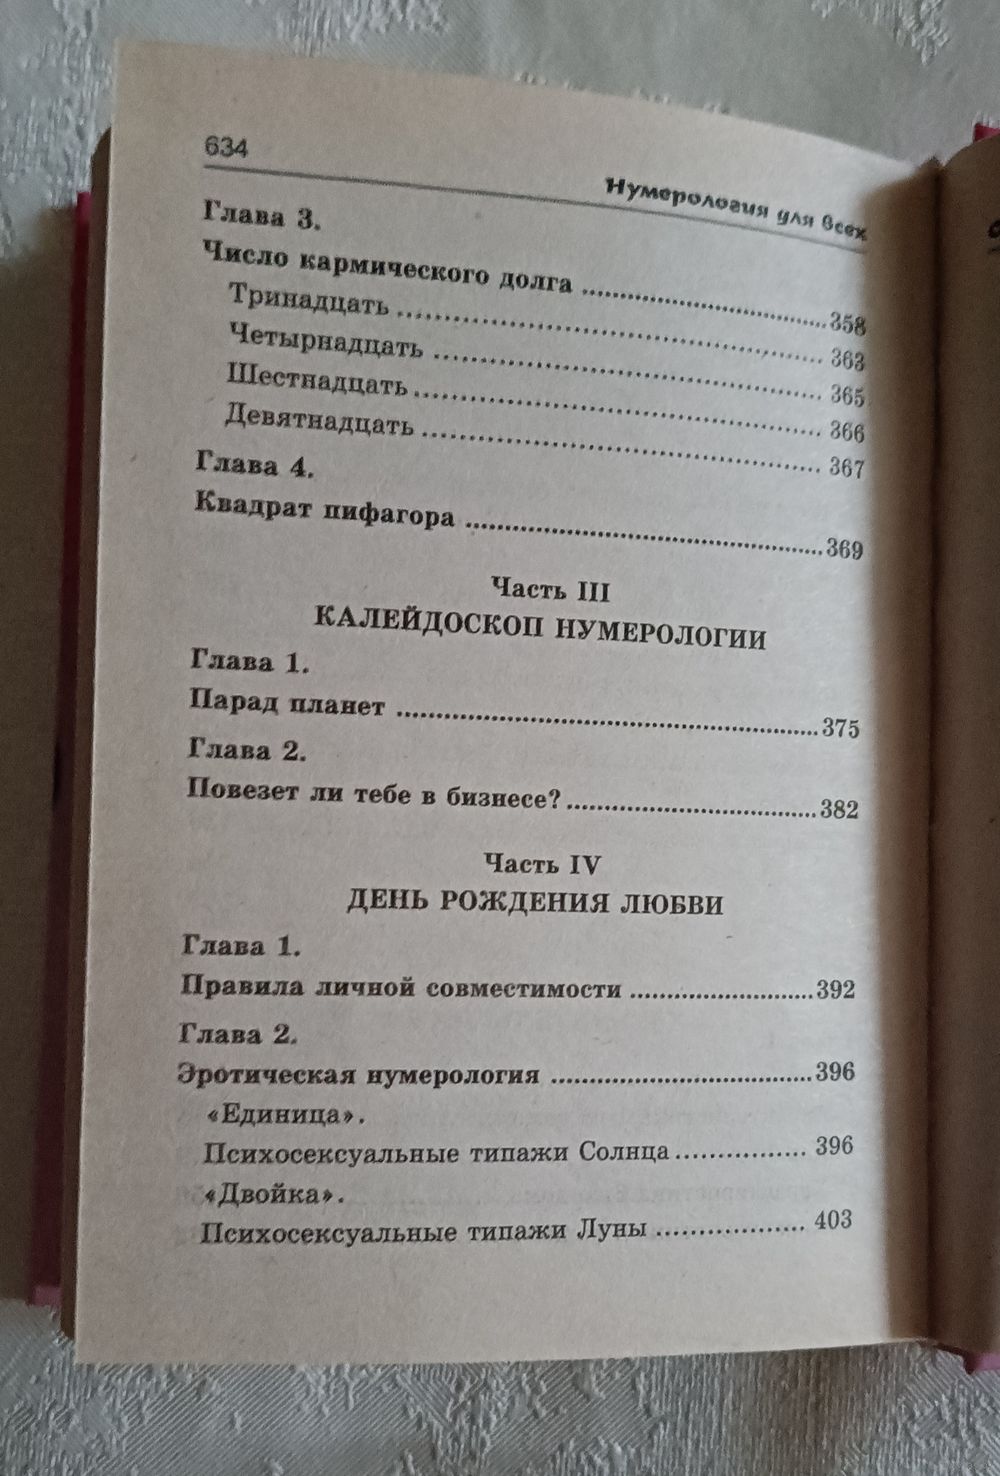 634
Нумерология для всех
Глава 3.
Число кармического долга ........ 358
Тринадцать ........ 363
Четырнадцать ........ 365
Шестнадцать ........ 366
Девятнадцать ........ 367
Глава 4.
Квадрат пифагора ........ 369
Часть III
КАЛЕЙДОСКОП НУМЕРОЛОГИИ
Глава 1.
Парад планет ........ 375
Глава 2.
Повезет ли тебе в бизнесе? ........ 382
Часть IV
ДЕНЬ РОЖДЕНИЯ ЛЮБВИ
Глава 1.
Правила личной совместимости ........ 392
Глава 2.
Эротическая нумерология ........ 396
«Единица».
Психосексуальные типажи Солнца ........ 396
«Двойка».
Психосексуальные типажи Луны ........ 403